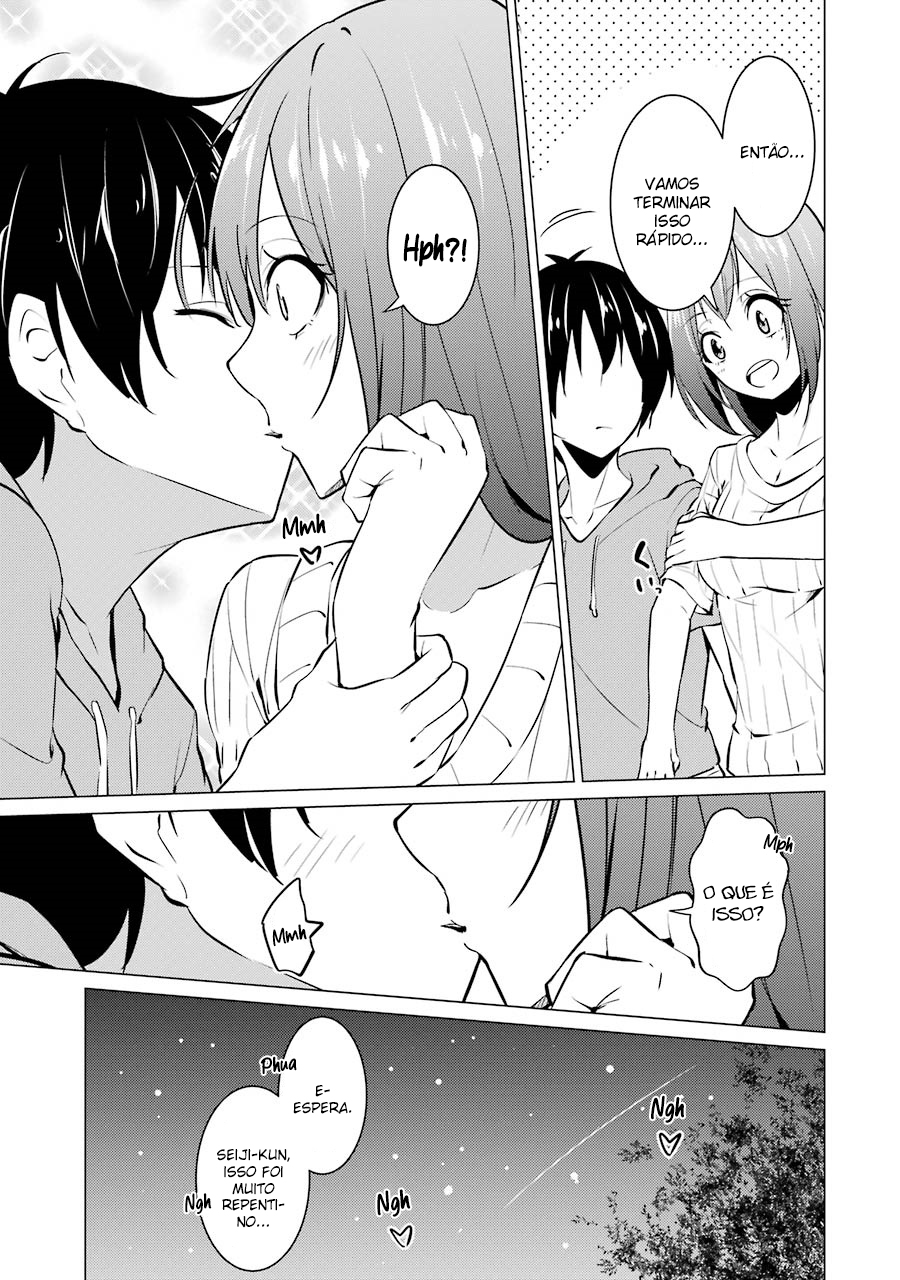 ENTÃO...
VAMOS
TERMINAR
ISSO
RÁPIDO...
く
Hph?!
Mmh
Mph
O QUE É
ISSO?
Mmh
Phua
E-
ESPERA.
SEIJI-KUN,
ISSO FOI
MUITO
REPENTI-
NO...
Ngh
Ngh
Ngh